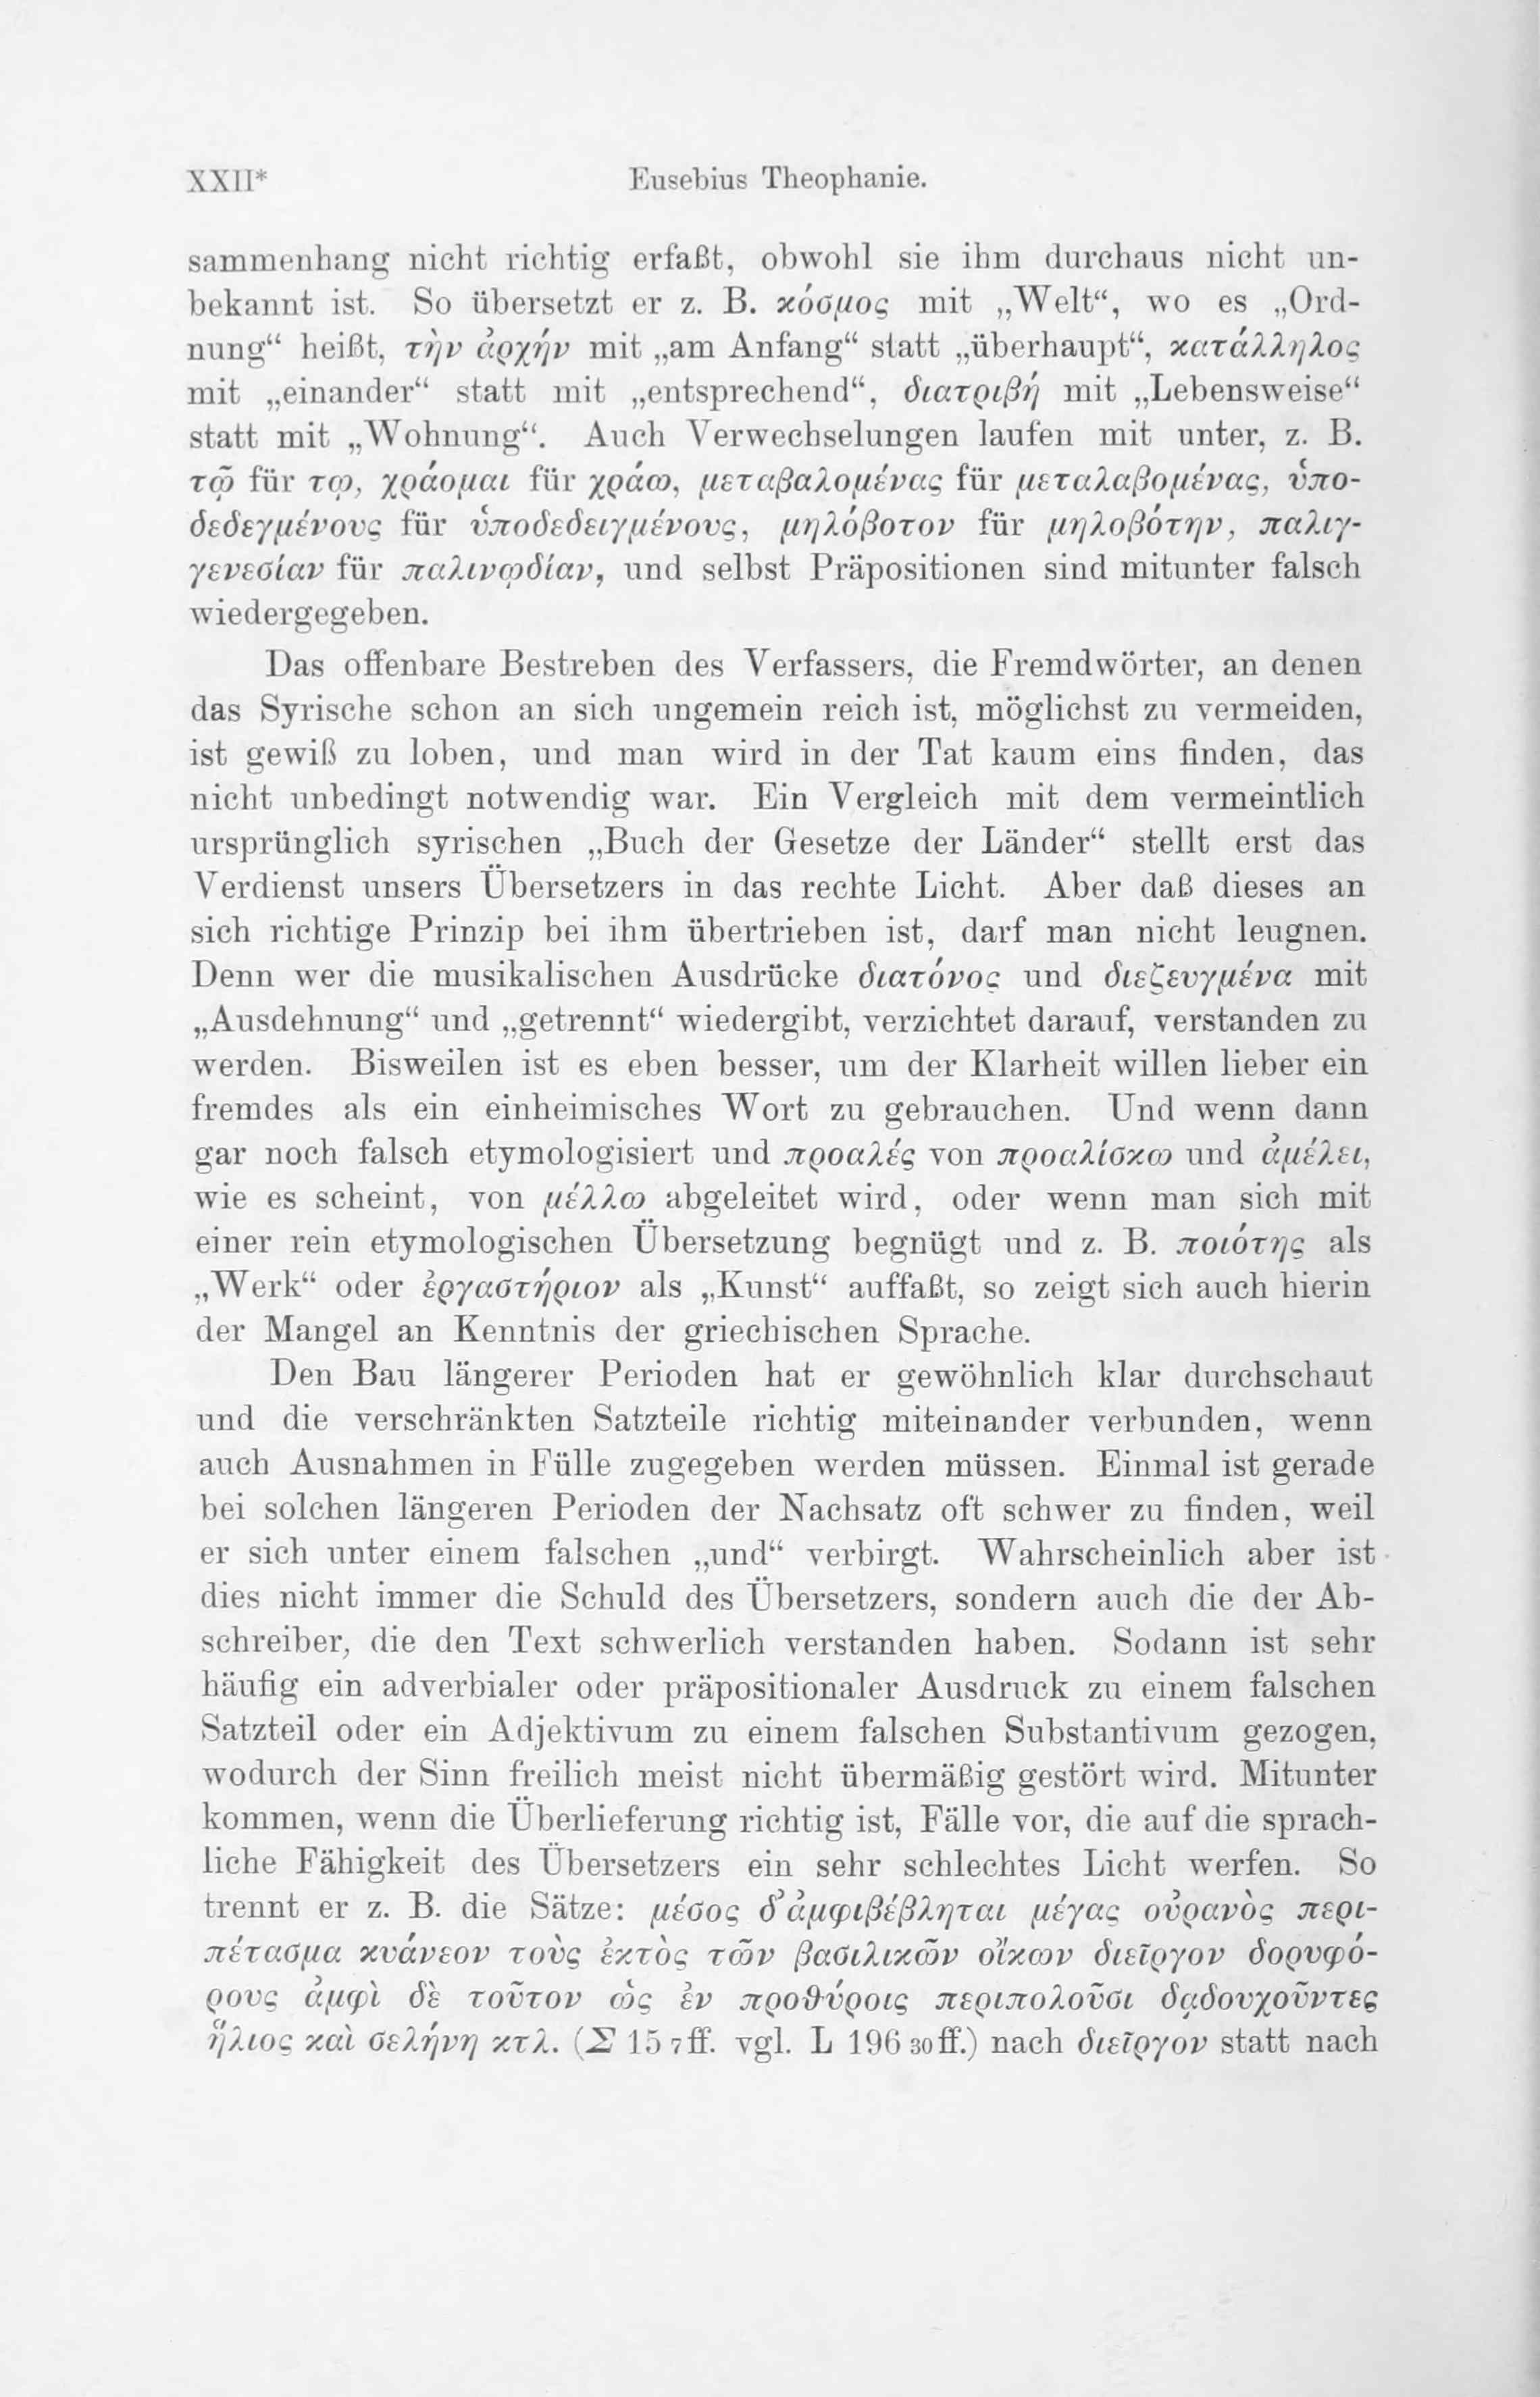 XXII* Eusebius Theophanie.
sammenhang nicht richtig erfaßt, obwohl sie ihm durchaus nicht un-
bekannt ist. So übersetzt er z. B. κόσμος mit „Welt“, wo es „Ord-
nung“ heißt, τὴν ἀρχήν mit „am Anfang“ statt „überhaupt“, κατάλληλος
mit „einander“ statt mit „entsprechend“, διατριβή mit „Lebensweise“
statt mit „Wohnung“. Auch Verwechselungen laufen mit unter, z. B.
τῷ für τῳ, χράομαι für χράω, μεταβαλομένας für μεταλαβομένας, ὑπο-
δεδεγμένους für ὑποδεδειγμένους, μηλόβοτον für μηλοβότην, παλιγ-
γενεσίαν für παλινῳδίαν, und selbst Präpositionen sind mitunter falsch
wiedergegeben.
Das offenbare Bestreben des Verfassers, die Fremdwörter, an denen
das Syrische schon an sich ungemein reich ist, möglichst zu vermeiden,
ist gewiß zu loben, und man wird in der Tat kaum eins finden, das
nicht unbedingt notwendig war. Ein Vergleich mit dem vermeintlich
ursprünglich syrischen „Buch der Gesetze der Länder“ stellt erst das
Verdienst unsers Übersetzers in das rechte Licht. Aber daß dieses an
sich richtige Prinzip bei ihm übertrieben ist, darf man nicht leugnen.
Denn wer die musikalischen Ausdrücke διατόνος und διεζευγμένα mit
„Ausdehnung“ und „getrennt“ wiedergibt, verzichtet darauf, verstanden zu
werden. Bisweilen ist es eben besser, um der Klarheit willen lieber ein
fremdes als ein einheimisches Wort zu gebrauchen. Und wenn dann
gar noch falsch etymologisiert und προαλές von προαλίσκω und ἀμέλει,
wie es scheint, von μέλλω abgeleitet wird, oder wenn man sich mit
einer rein etymologischen Übersetzung begnügt und z. B. ποιότης als
„Werk“ oder ἐργαστήριον als „Kunst“ auffaßt, so zeigt sich auch hierin
der Mangel an Kenntnis der griechischen Sprache.
Den Bau längerer Perioden hat er gewöhnlich klar durchschaut
und die verschränkten Satzteile richtig miteinander verbunden, wenn
auch Ausnahmen in Fülle zugegeben werden müssen. Einmal ist gerade
bei solchen längeren Perioden der Nachsatz oft schwer zu finden, weil
er sich unter einem falschen „und“ verbirgt. Wahrscheinlich aber ist
dies nicht immer die Schuld des Übersetzers, sondern auch die der Ab-
schreiber, die den Text schwerlich verstanden haben. Sodann ist sehr
häufig ein adverbialer oder präpositionaler Ausdruck zu einem falschen
Satzteil oder ein Adjektivum zu einem falschen Substantivum gezogen,
wodurch der Sinn freilich meist nicht übermäßig gestört wird. Mitunter
kommen, wenn die Überlieferung richtig ist, Fälle vor, die auf die sprach-
liche Fähigkeit des Übersetzers ein sehr schlechtes Licht werfen. So
trennt er z. B. die Sätze: μέσος δ’ἀμφιβέβληται μέγας οὐρανὸς περι-
πέτασμα κυάνεον τοὺς ἐκτὸς τῶν βασιλικῶν οἴκων διεῖργον δορυφό-
ρους ἀμφὶ δὲ τοῦτον ὡς ἐν προθύροις περιπολοῦσι δᾳδουχοῦντες
ἥλιος καὶ σελήνη κτλ. (Σ 15 7ff. vgl. L 196 30ff.) nach διεῖργον statt nach